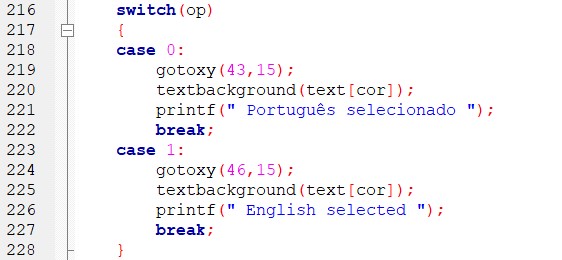 216 switch(op)
217 {
218 case 0:
219 gotoxy(43,15);
220 textbackground(text[cor]);
221 printf(" Português selecionado ");
222 break;
223 case 1:
224 gotoxy(46,15);
225 textbackground(text[cor]);
226 printf(" English selected ");
227 break;
228 }